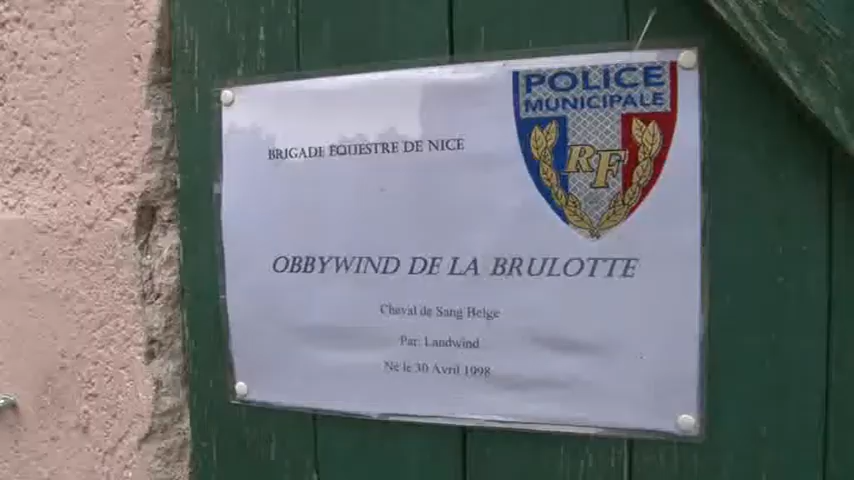 POLICE
MUNICIPALE
RF
BRIGADE EQUESTRE DE NICE
OBBYWIND DE LA BRULOTTE
Cheval de Sang Belge
Par: Landwind
Né le 30 Avril 1998